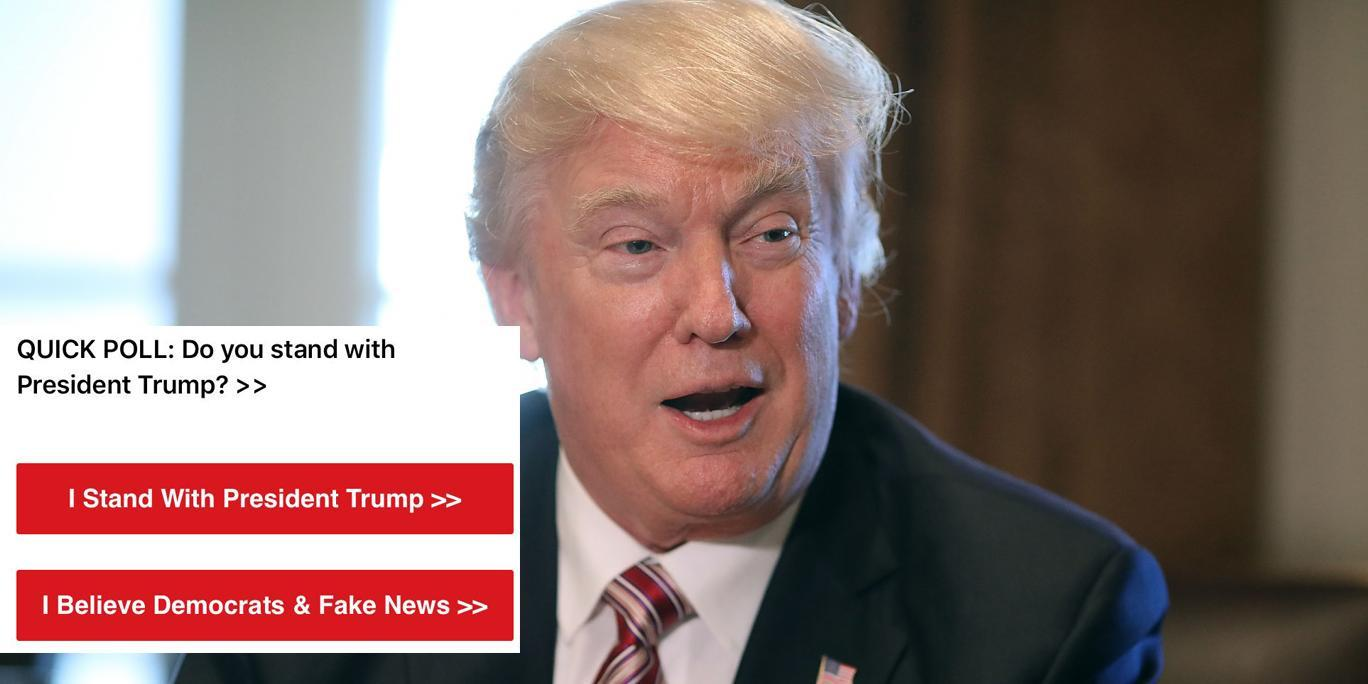 QUICK POLL: Do you stand with
President Trump? >>
I Stand With President Trump >>
I Believe Democrats & Fake News >>